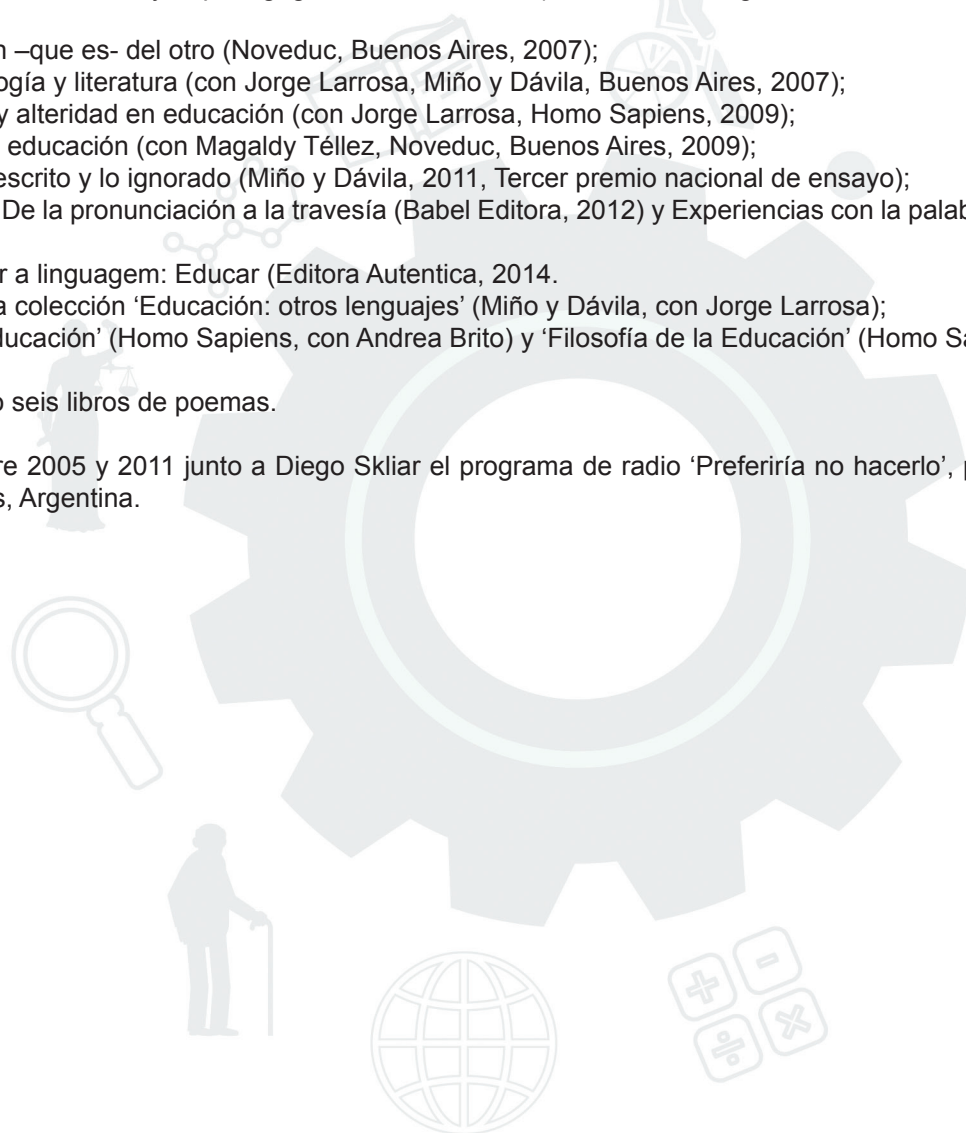 n –que es- del otro (Noveduc, Buenos Aires, 2007);
ogía y literatura (con Jorge Larrosa, Miño y Dávila, Buenos Aires, 2007);
y alteridad en educación (con Jorge Larrosa, Homo Sapiens, 2009);
educación (con Magaldy Téllez, Noveduc, Buenos Aires, 2009);
escrito y lo ignorado (Miño y Dávila, 2011, Tercer premio nacional de ensayo);
De la pronunciación a la travesía (Babel Editora, 2012) y Experiencias con la palab
r a linguagem: Educar (Editora Autentica, 2014.
a colección ‘Educación: otros lenguajes’ (Miño y Dávila, con Jorge Larrosa);
ducación’ (Homo Sapiens, con Andrea Brito) y ‘Filosofía de la Educación’ (Homo Sa
o seis libros de poemas.
re 2005 y 2011 junto a Diego Skliar el programa de radio ‘Preferiría no hacerlo’, p
s, Argentina.